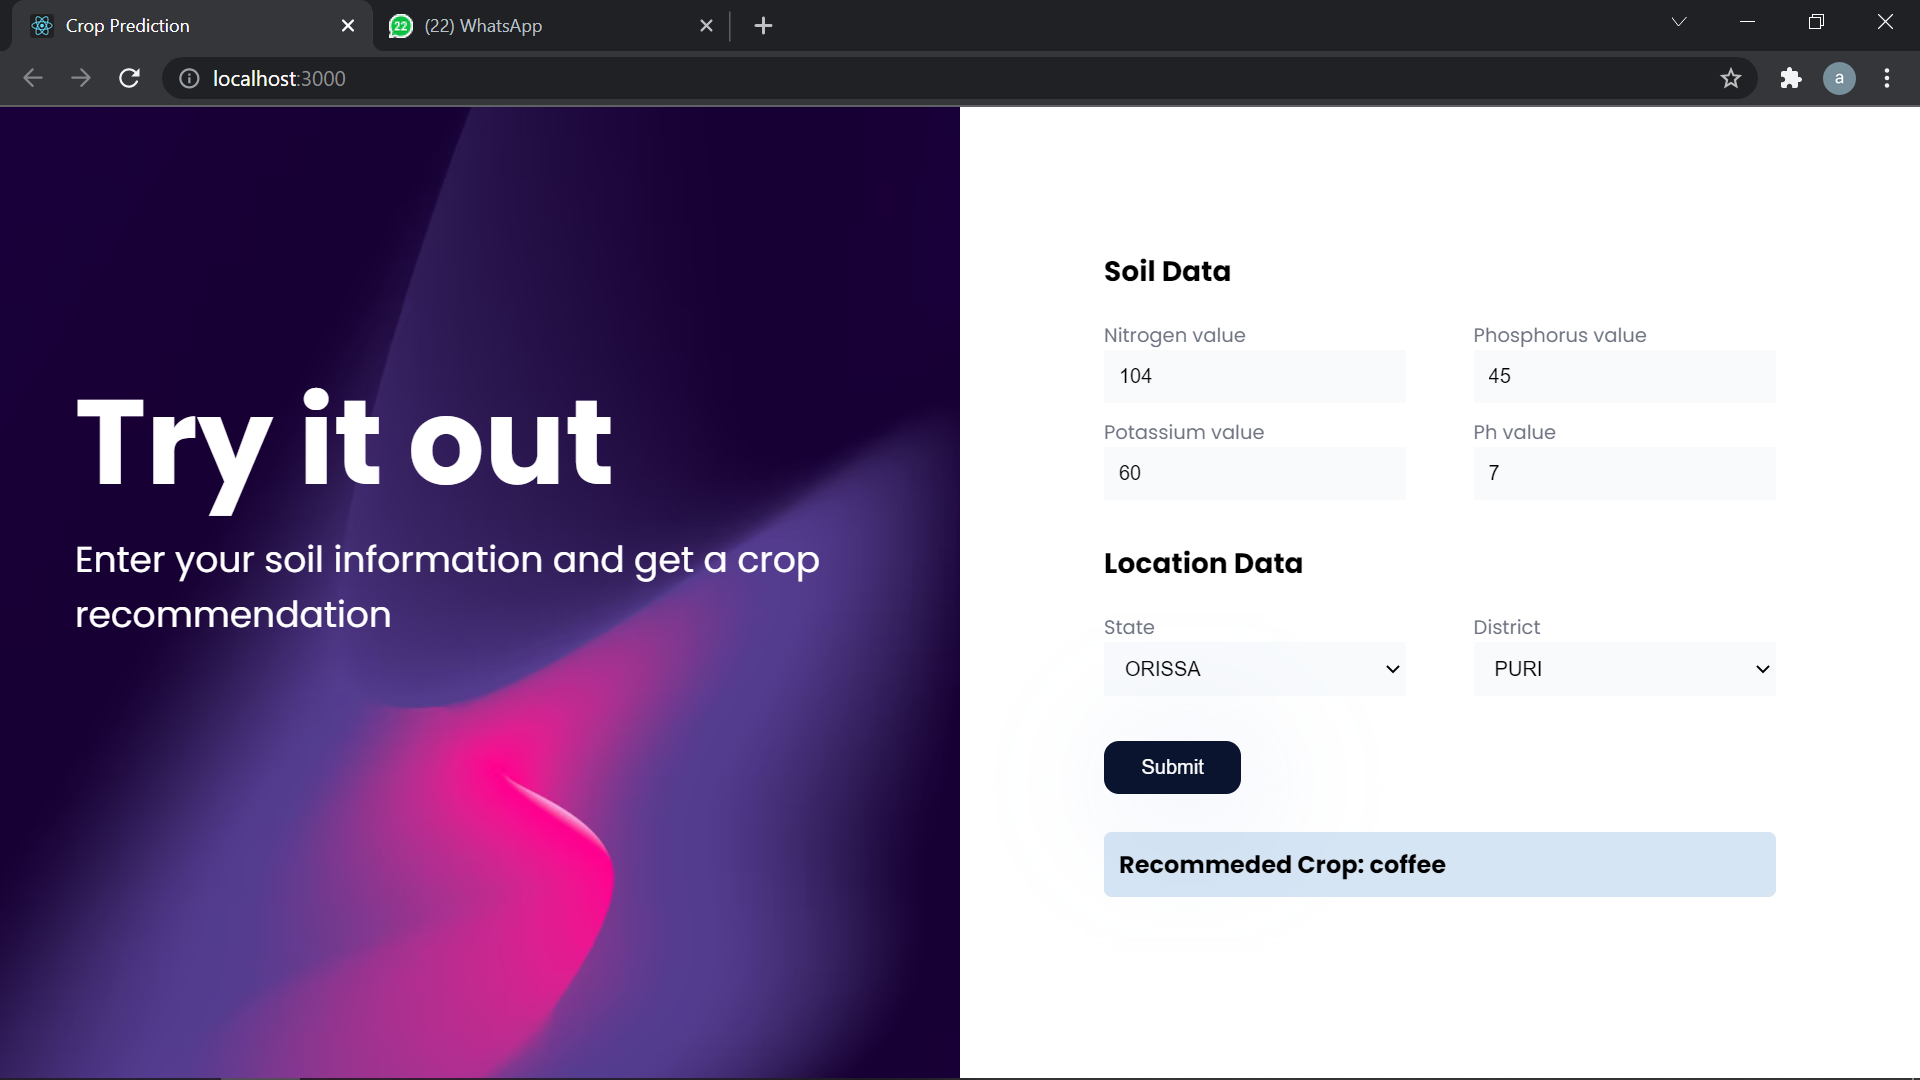 Crop Prediction
22
(22) WhatsApp
localhost:3000
a
Try it out
Enter your soil information and get a crop
recommendation
Soil Data
Nitrogen value
Phosphorus value
104
45
Potassium value
Ph value
60
7
Location Data
State
District
ORISSA
PURI
Submit
Recommeded Crop: coffee